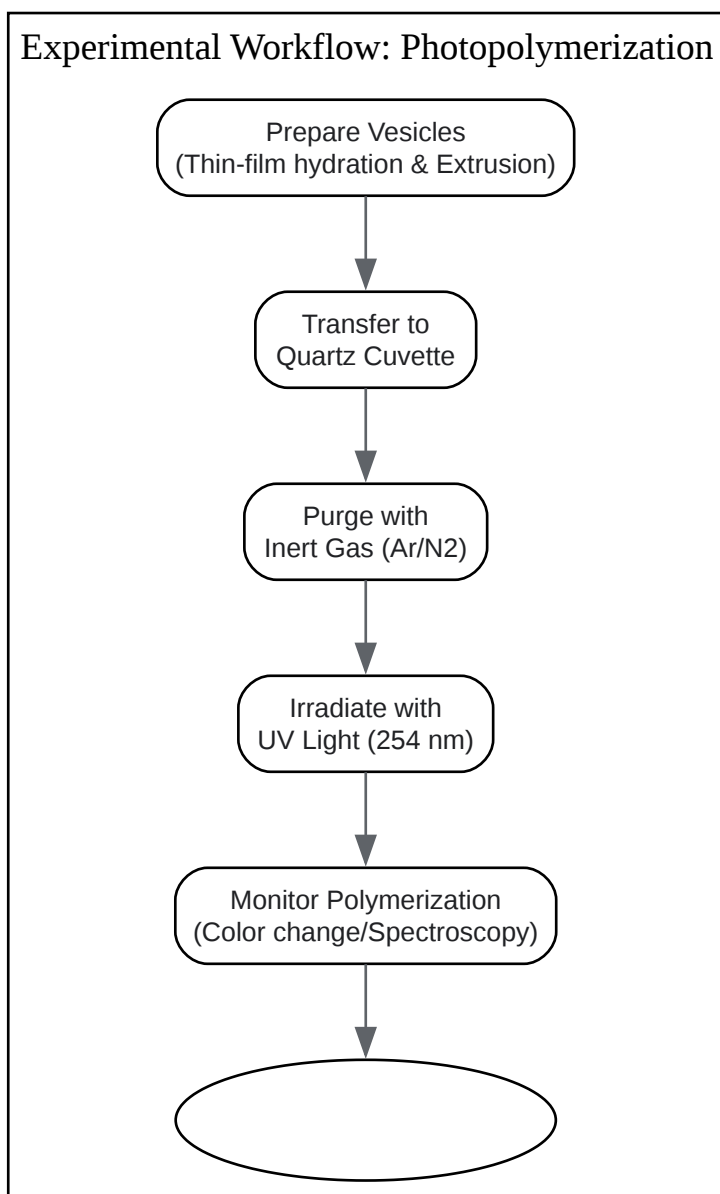 Experimental Workflow: Photopolymerization
Prepare Vesicles
(Thin-film hydration & Extrusion)
Transfer to
Quartz Cuvette
Purge with
Inert Gas (Ar/N2)
Irradiate with
UV Light (254 nm)
Monitor Polymerization
(Color change/Spectroscopy)